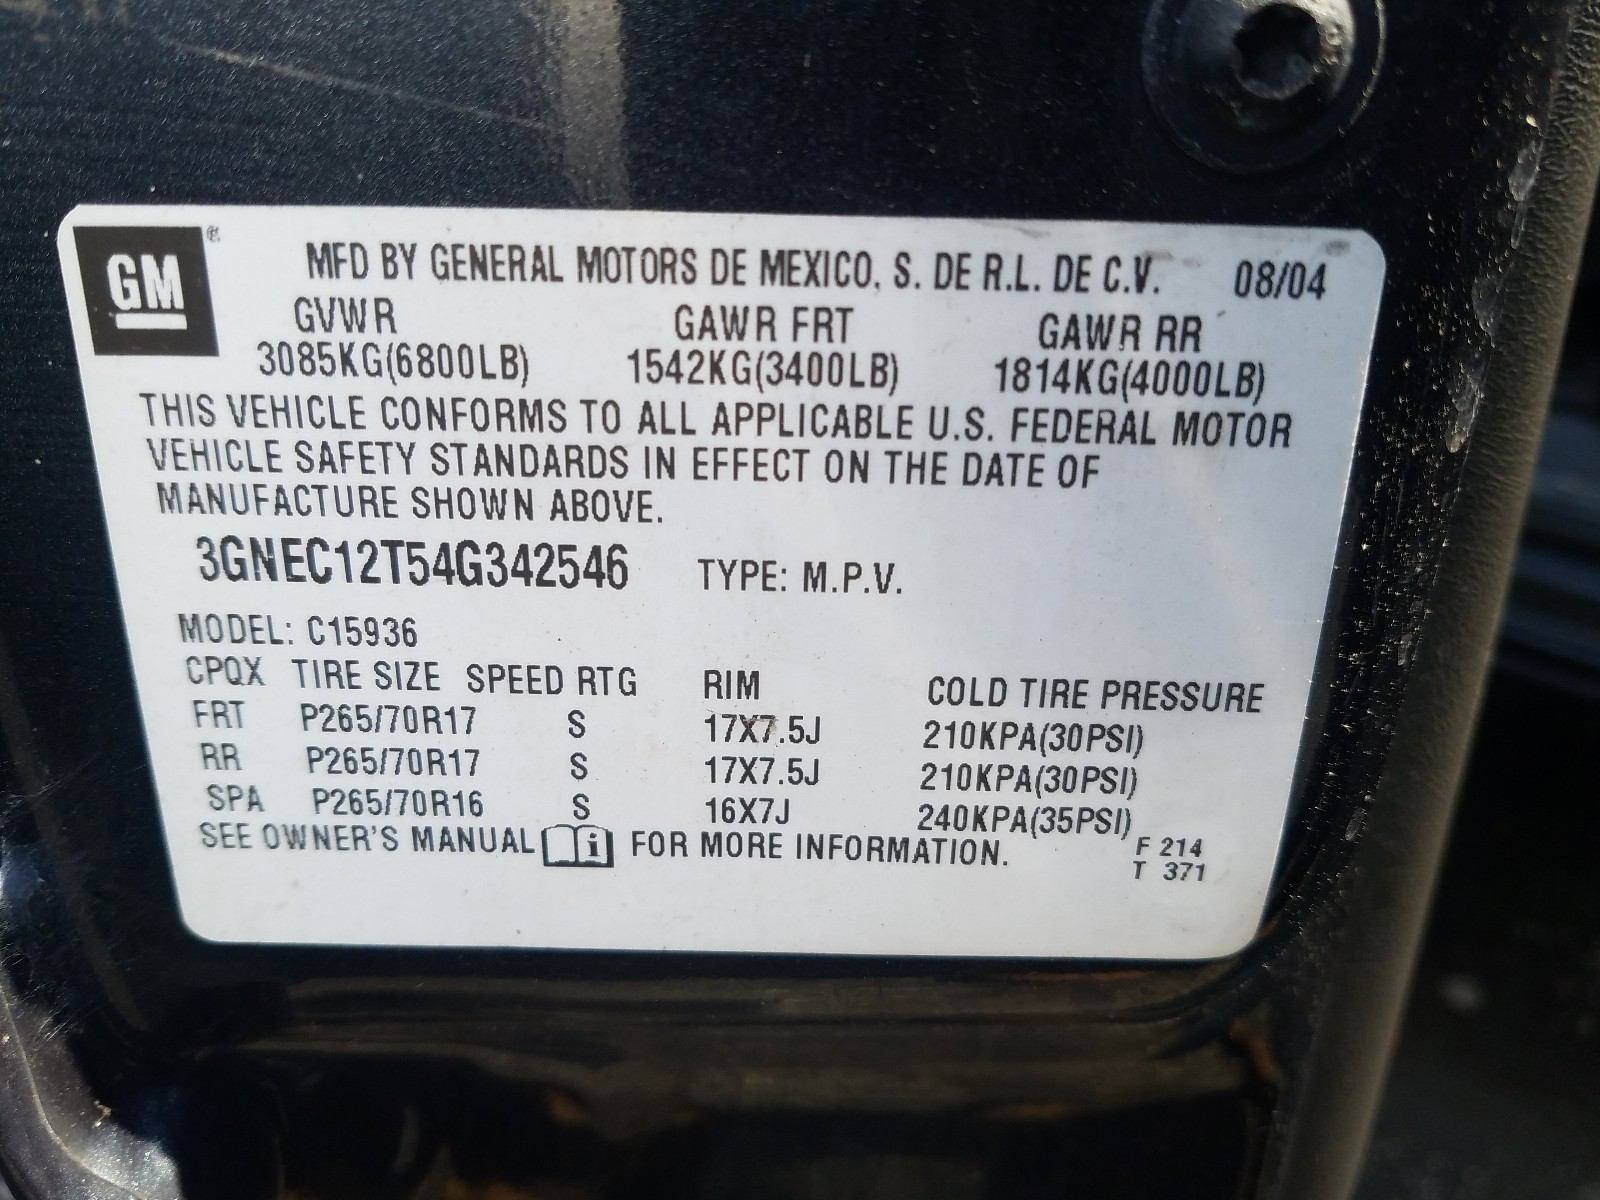 GM ®
MFD BY GENERAL MOTORS DE MEXICO, S. DE R.L. DE C.V. 08/04
GVWR GAWR FRT GAWR RR
3085KG(6800LB) 1542KG(3400LB) 1814KG(4000LB)
THIS VEHICLE CONFORMS TO ALL APPLICABLE U.S. FEDERAL MOTOR
VEHICLE SAFETY STANDARDS IN EFFECT ON THE DATE OF
MANUFACTURE SHOWN ABOVE.
3GNEC12T54G342546 TYPE: M.P.V.
MODEL: C15936
CPQX TIRE SIZE SPEED RTG RIM COLD TIRE PRESSURE
FRT P265/70R17 S 17X7.5J 210KPA(30PSI)
RR P265/70R17 S 17X7.5J 210KPA(30PSI)
SPA P265/70R16 S 16X7J 240KPA(35PSI)
SEE OWNER'S MANUAL i FOR MORE INFORMATION.
F 214
T 371